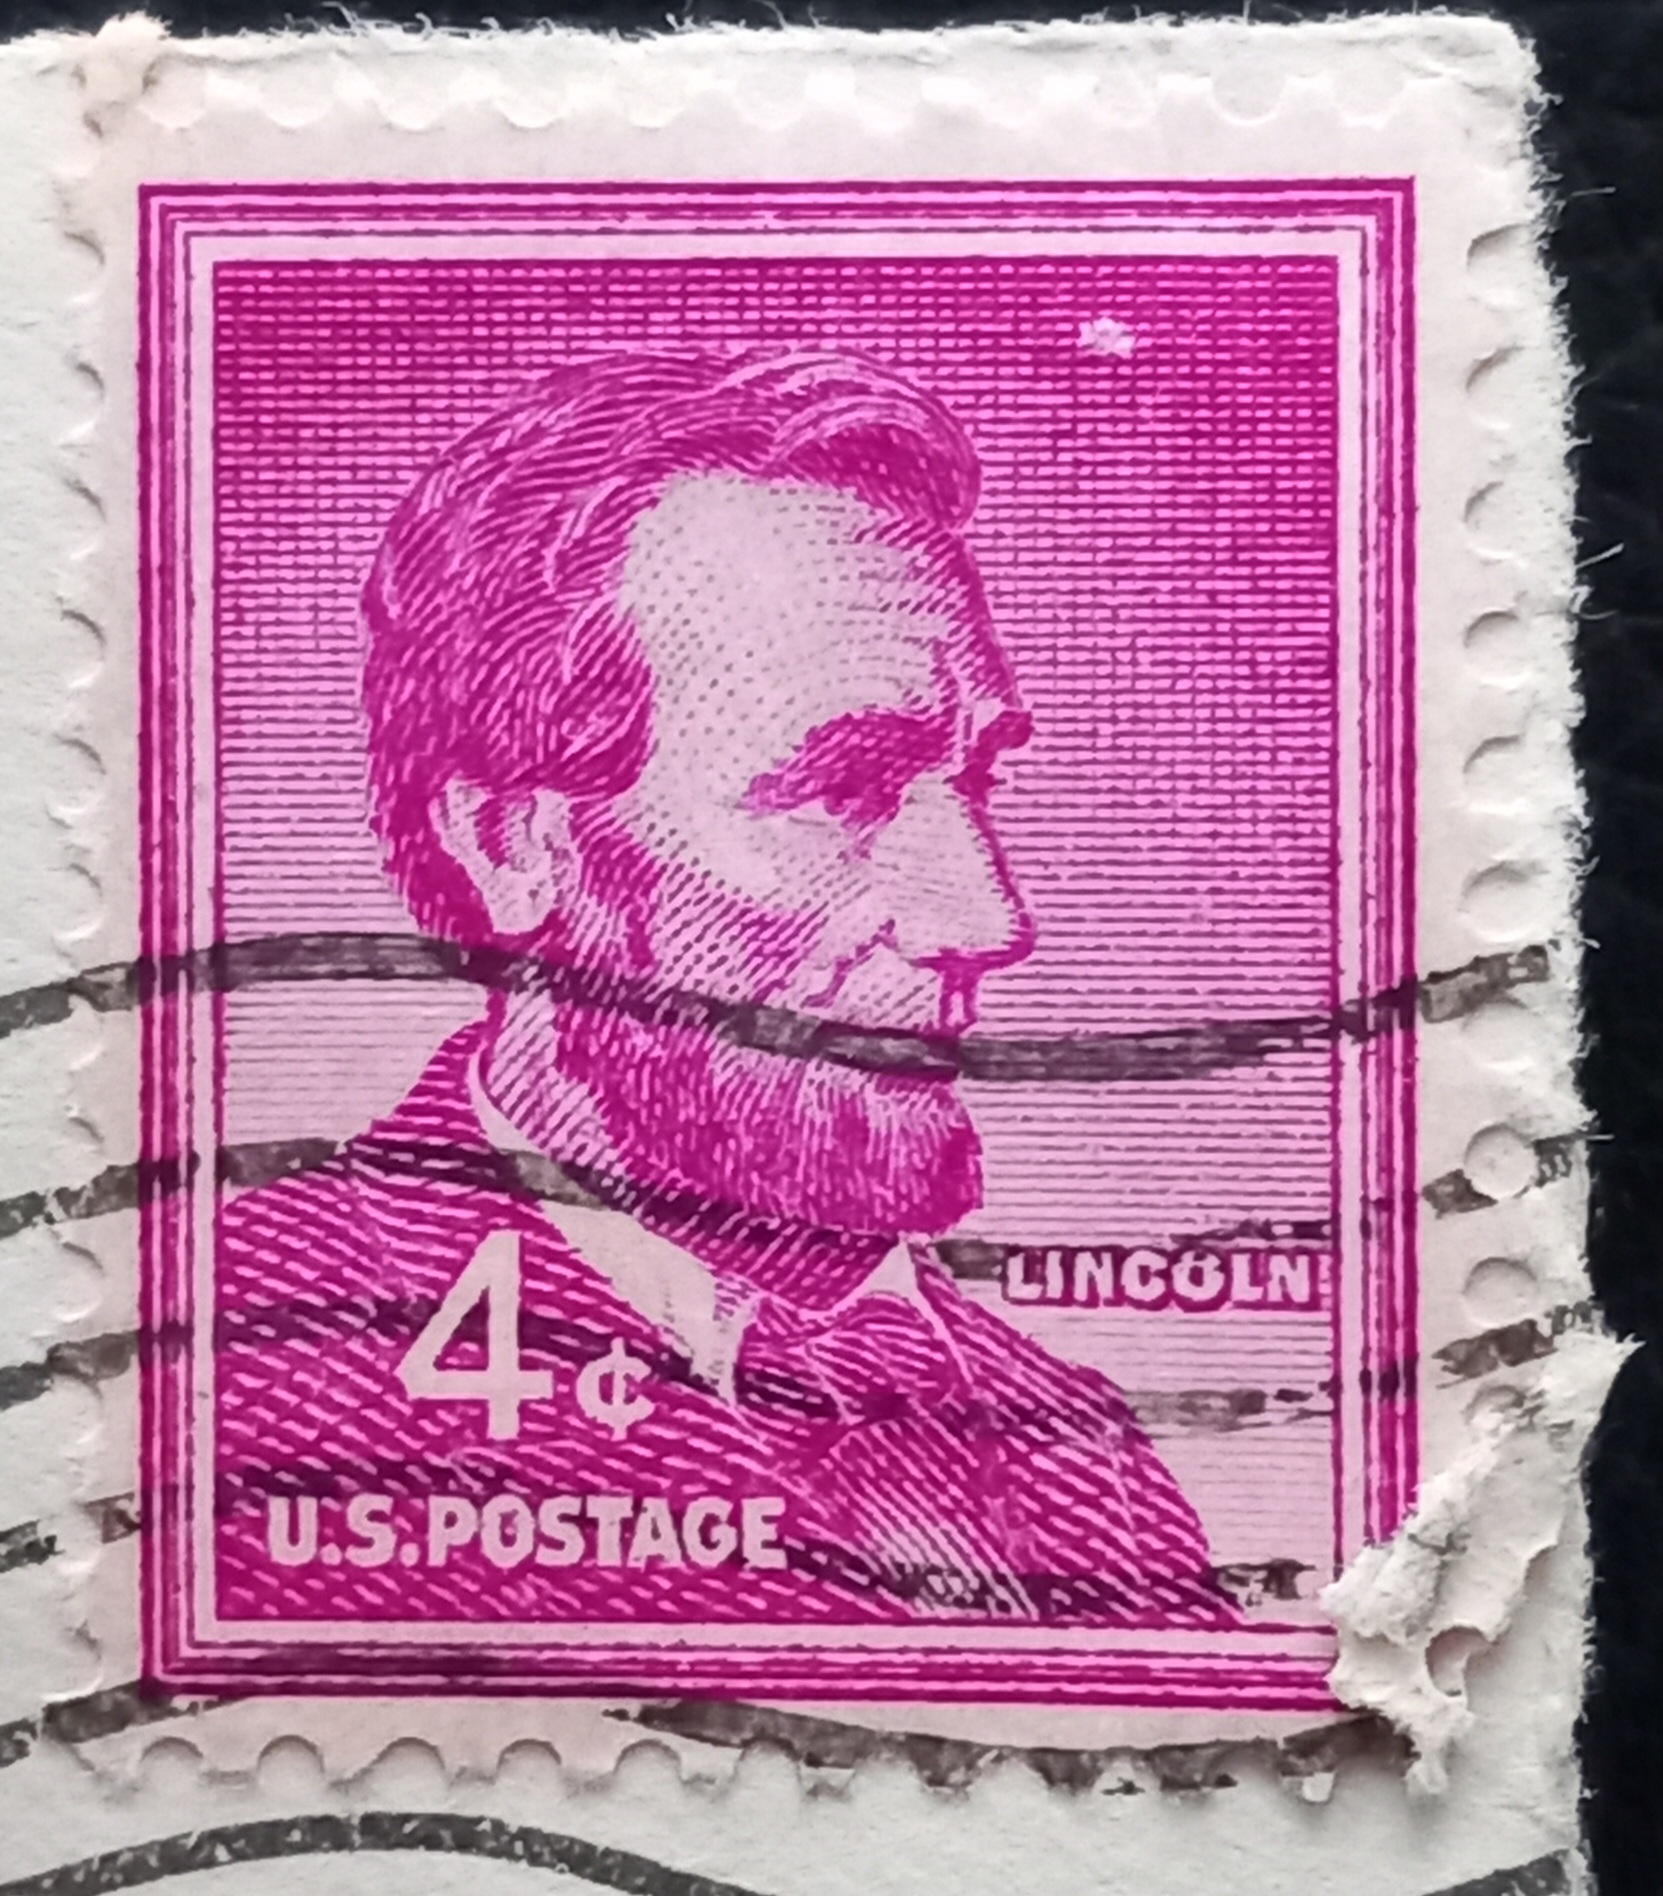 LINCOLN
4¢
U.S. POSTAGE